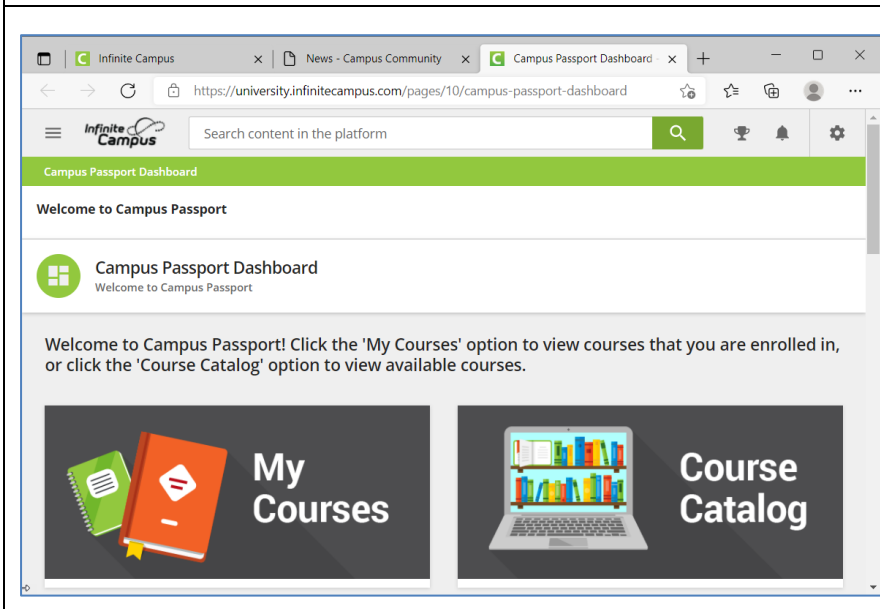 Infinite Campus
News - Campus Community
Campus Passport Dashboard -
https://university.infinitecampus.com/pages/10/campus-passport-dashboard
Infinite
Campus
Search content in the platform
Campus Passport Dashboard
Welcome to Campus Passport
Campus Passport Dashboard
Welcome to Campus Passport
Welcome to Campus Passport! Click the 'My Courses' option to view courses that you are enrolled in,
or click the 'Course Catalog' option to view available courses.
My
Courses
Course
Catalog